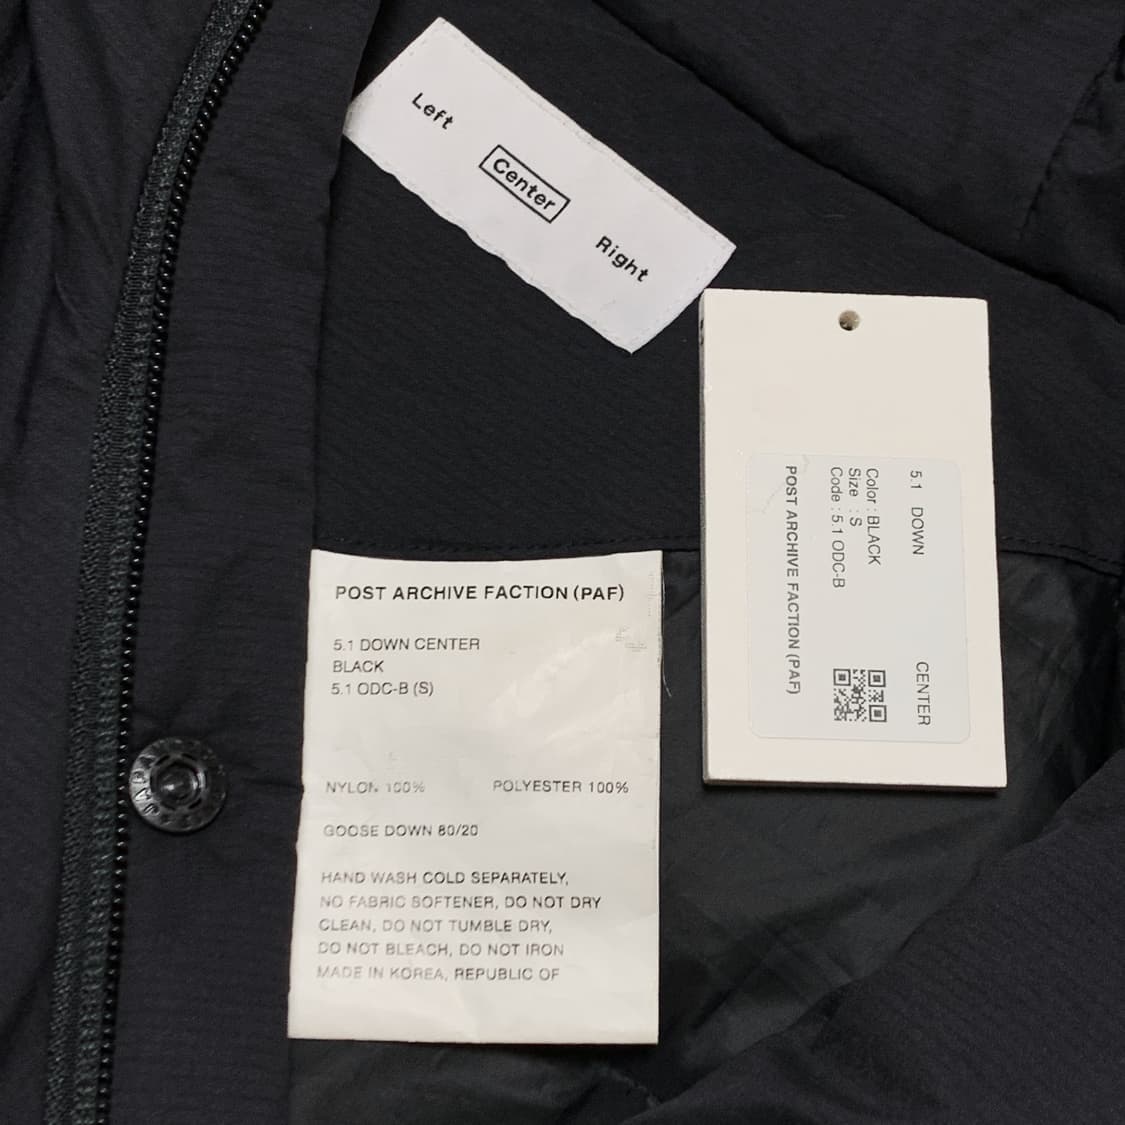 Left
Center
Right
POST ARCHIVE FACTION (PAF)
5.1 DOWN CENTER
BLACK
5.1 ODC-B (S)
NYLON 100% POLYESTER 100%
GOOSE DOWN 80/20
HAND WASH COLD SEPARATELY,
NO FABRIC SOFTENER, DO NOT DRY
CLEAN, DO NOT TUMBLE DRY,
DO NOT BLEACH, DO NOT IRON
MADE IN KOREA, REPUBLIC OF
5.1 DOWN CENTER
Color : BLACK
Size : S
Code : 5.1 ODC-B
POST ARCHIVE FACTION (PAF)